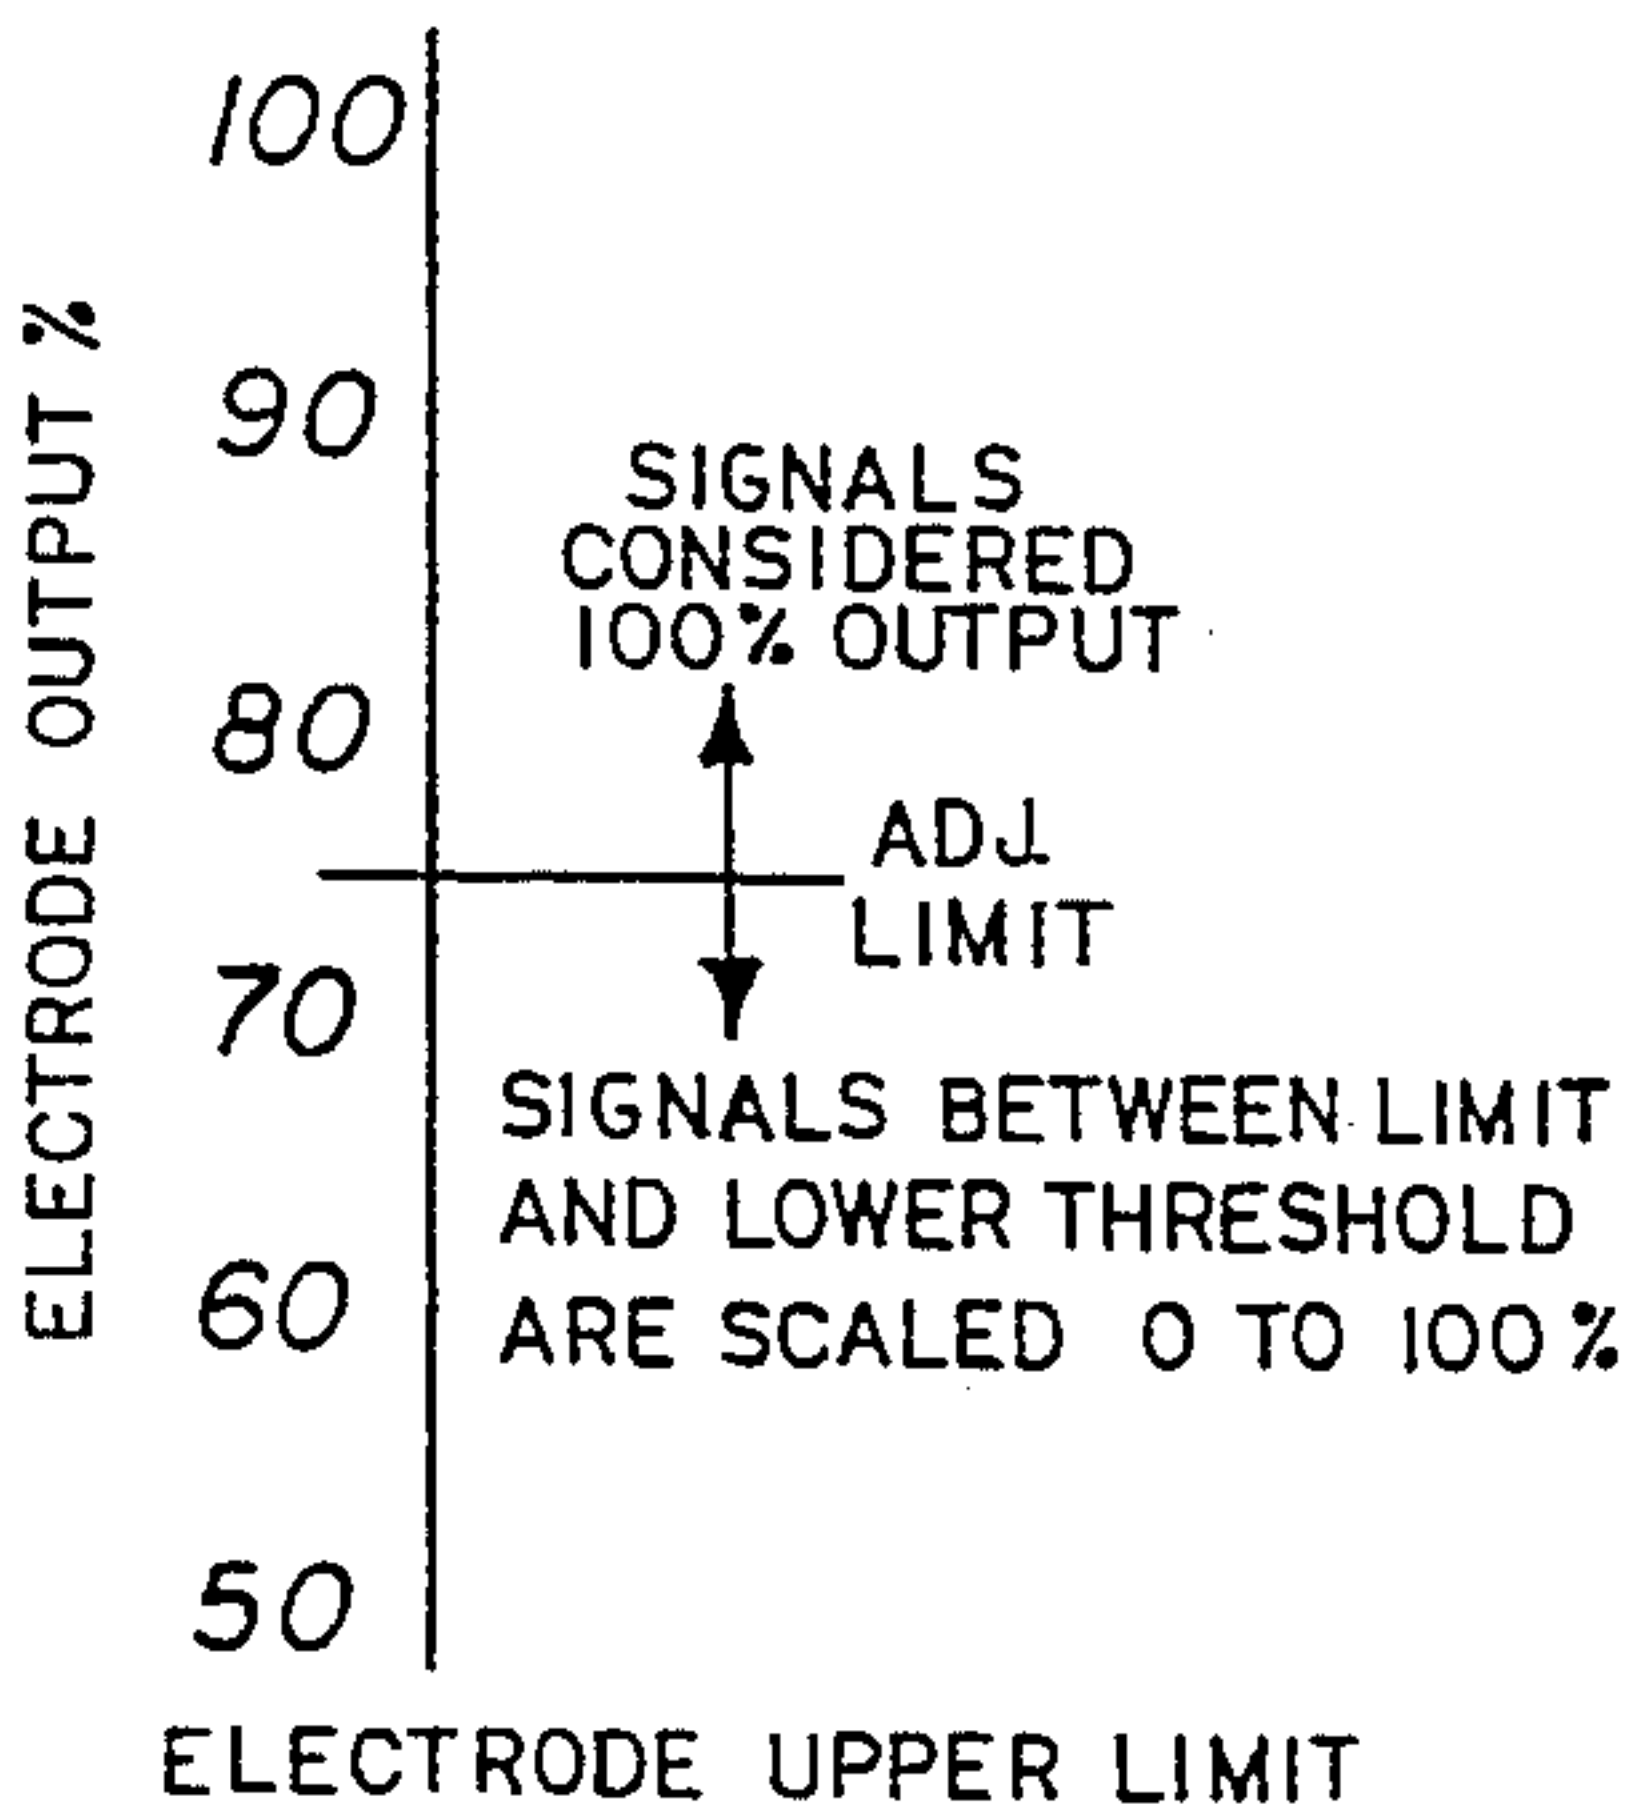 ELECTRODE OUTPUT %
100
90
80
70
60
50
SIGNALS
CONSIDERED
100% OUTPUT
ADJ.
LIMIT
SIGNALS BETWEEN LIMIT
AND LOWER THRESHOLD
ARE SCALED 0 TO 100%
ELECTRODE UPPER LIMIT